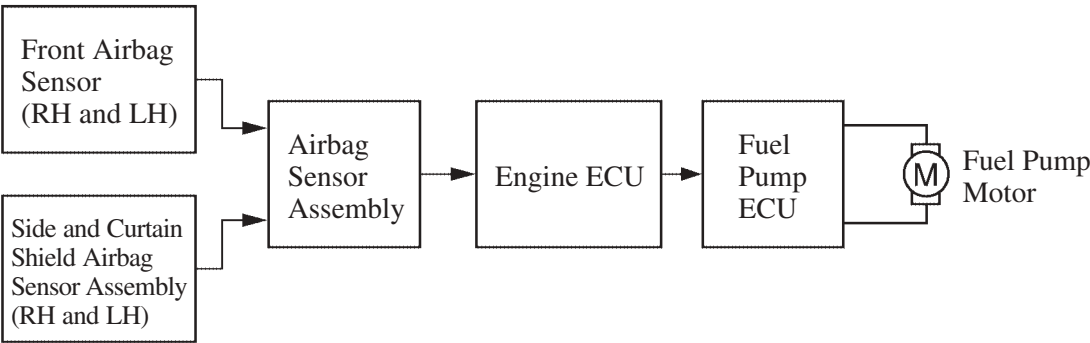 Front Airbag
Sensor
(RH and LH)
Side and Curtain
Shield Airbag
Sensor Assembly
(RH and LH)
Airbag
Sensor
Assembly
Engine ECU
Fuel
Pump
ECU
M
Fuel Pump
Motor